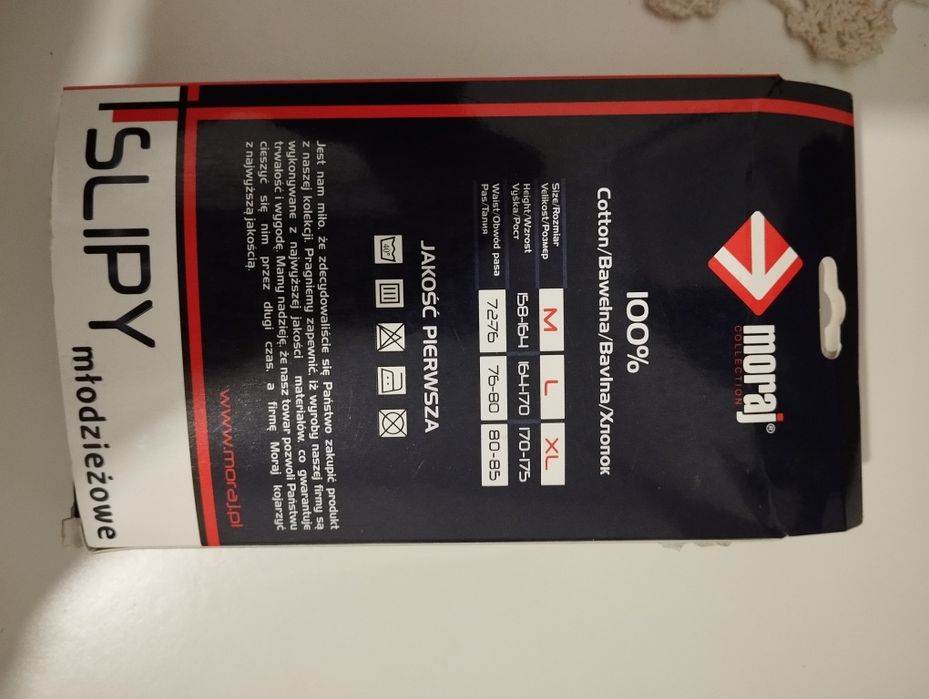 moraj®
COLLECTION
100%
Cotton/Bawełna/Bavlna/Хлопок
Size/Rozmiar
Velikost/Розмер
M L XL
Height/Wzrost
Vyška/Рост
158-164 164-170 170-175
Waist/Obwód pasa
Pas/Талия
72-76 76-80 80-85
JAKOŚĆ PIERWSZA
40°
Jest nam miło, że zdecydowaliście się Państwo zakupić produkt
z naszej kolekcji. Pragniemy zapewnić, iż wyroby naszej firmy są
wykonywane z najwyższej jakości materiałów, co gwarantuje
trwałość i wygodę. Mamy nadzieję, że nasz towar pozwoli Państwu
cieszyć się nim przez długi czas, a firmę Moraj kojarzyć
z najwyższą jakością.
www.moraj.pl
SLIPY młodzieżowe